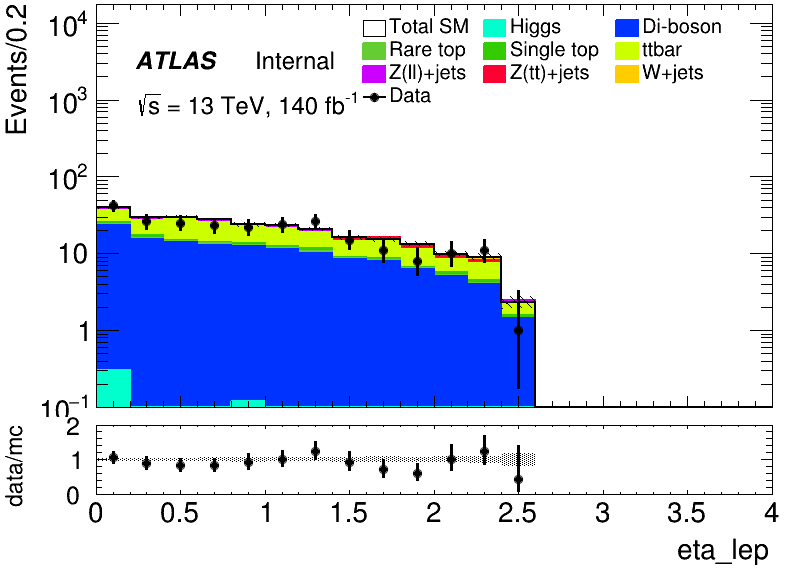 Events/0.2
10⁴
10³
10²
10
1
10⁻¹
ATLAS Internal
√s = 13 TeV, 140 fb⁻¹
Total SM Higgs Di-boson
Rare top Single top ttbar
Z(ll)+jets Z(tt)+jets W+jets
Data
data/mc
2
1
0
0 0.5 1 1.5 2 2.5 3 3.5 4
eta_lep